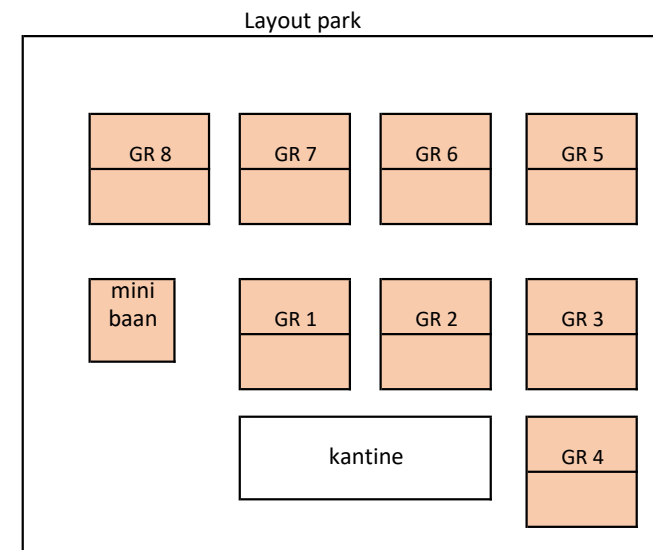 Layout park
GR 8
GR 7
GR 6
GR 5
mini
baan
GR 1
GR 2
GR 3
kantine
GR 4